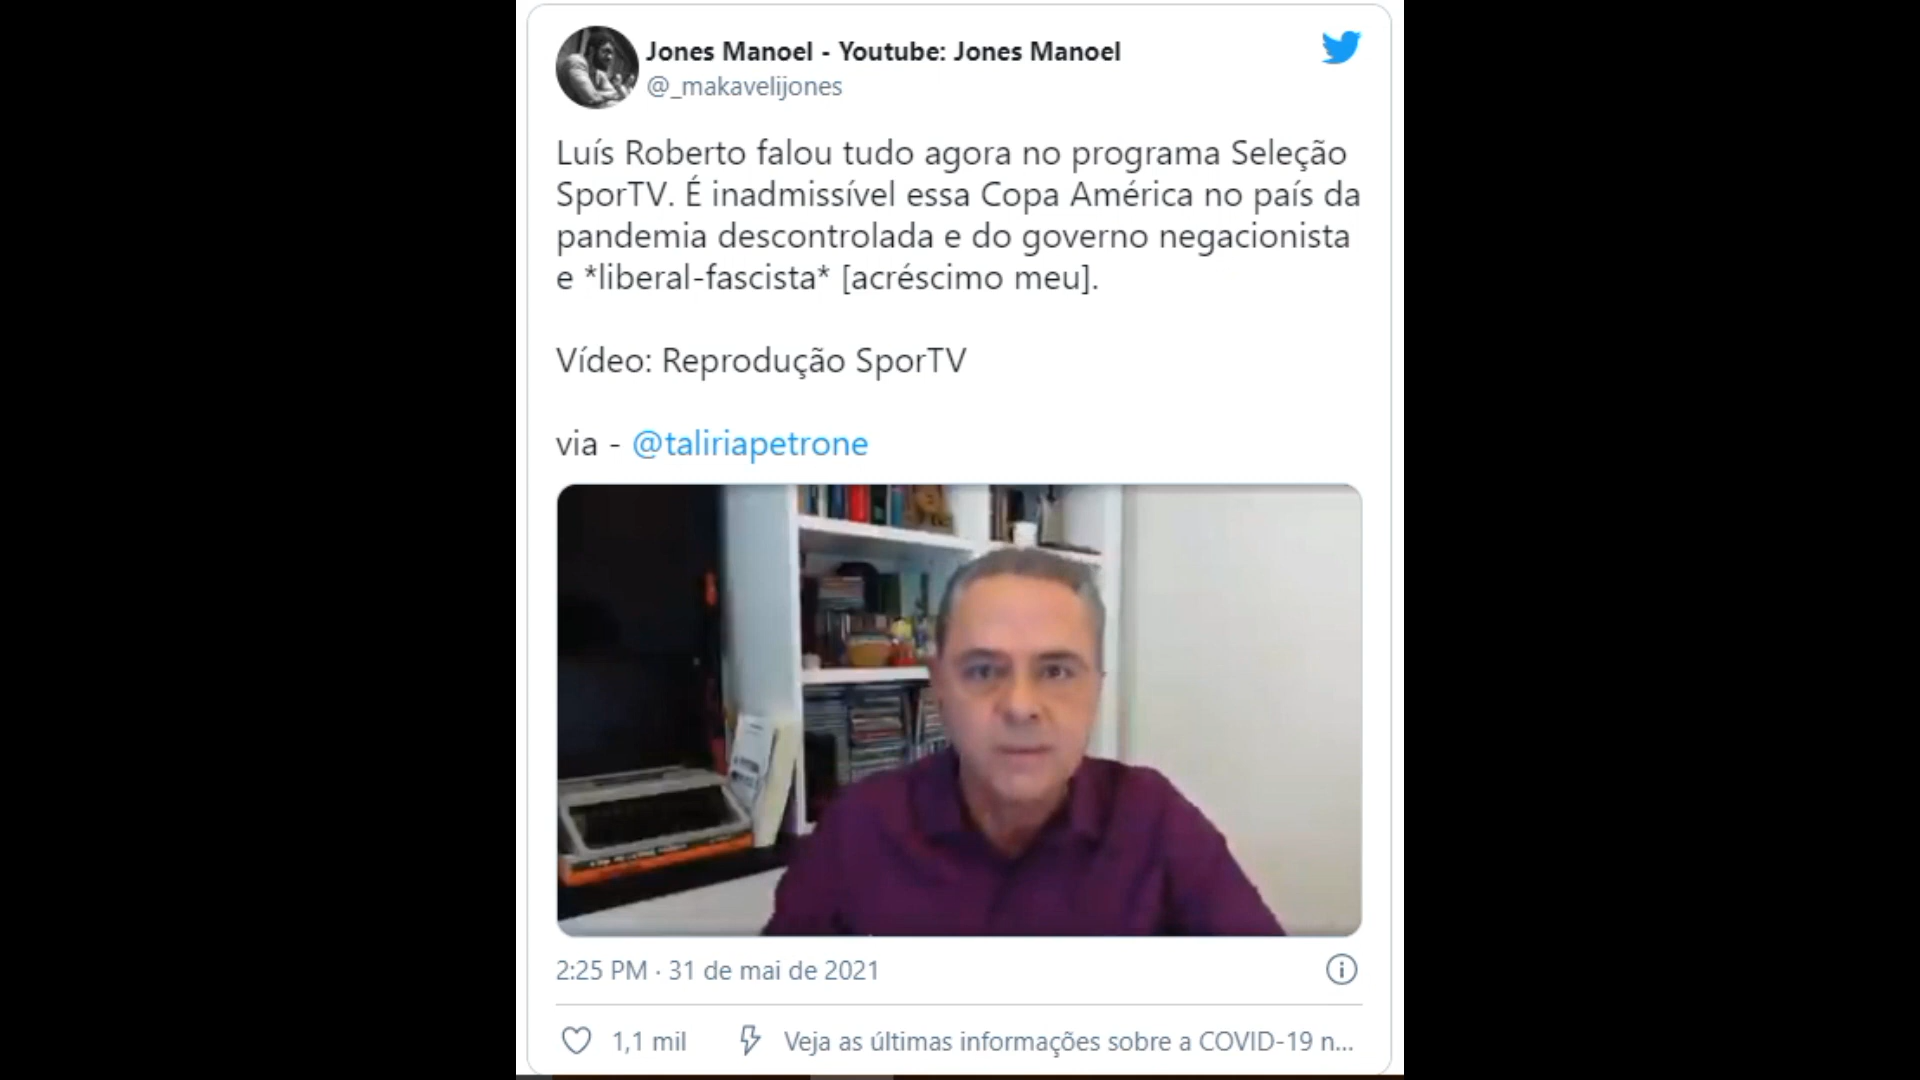 Jones Manoel - Youtube: Jones Manoel
@_makavelijones
Luís Roberto falou tudo agora no programa Seleção
SporTV. É inadmissível essa Copa América no país da
pandemia descontrolada e do governo negacionista
e *liberal-fascista* [acréscimo meu].
Vídeo: Reprodução SporTV
via - @taliriapetrone
2:25 PM · 31 de mai de 2021
1,1 mil
Veja as últimas informações sobre a COVID-19 n...